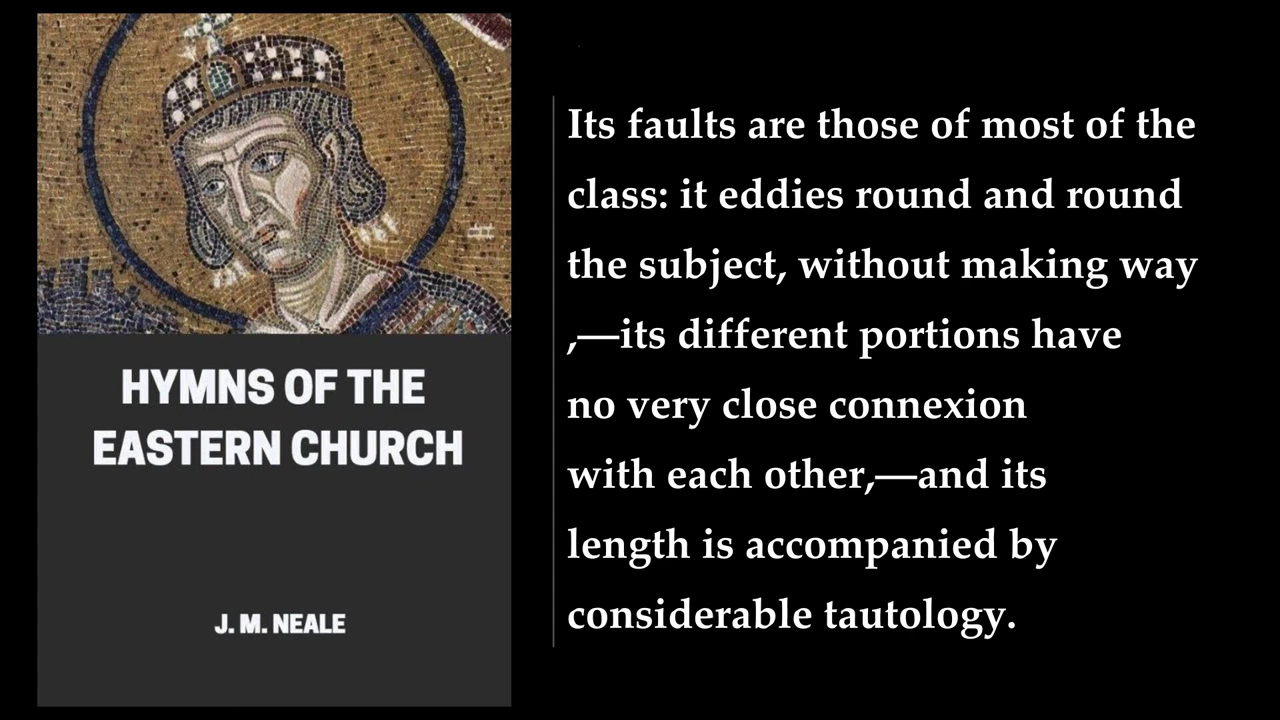 HYMNS OF THE
EASTERN CHURCH
J. M. NEALE
Its faults are those of most of the
class: it eddies round and round
the subject, without making way
,—its different portions have
no very close connexion
with each other,—and its
length is accompanied by
considerable tautology.